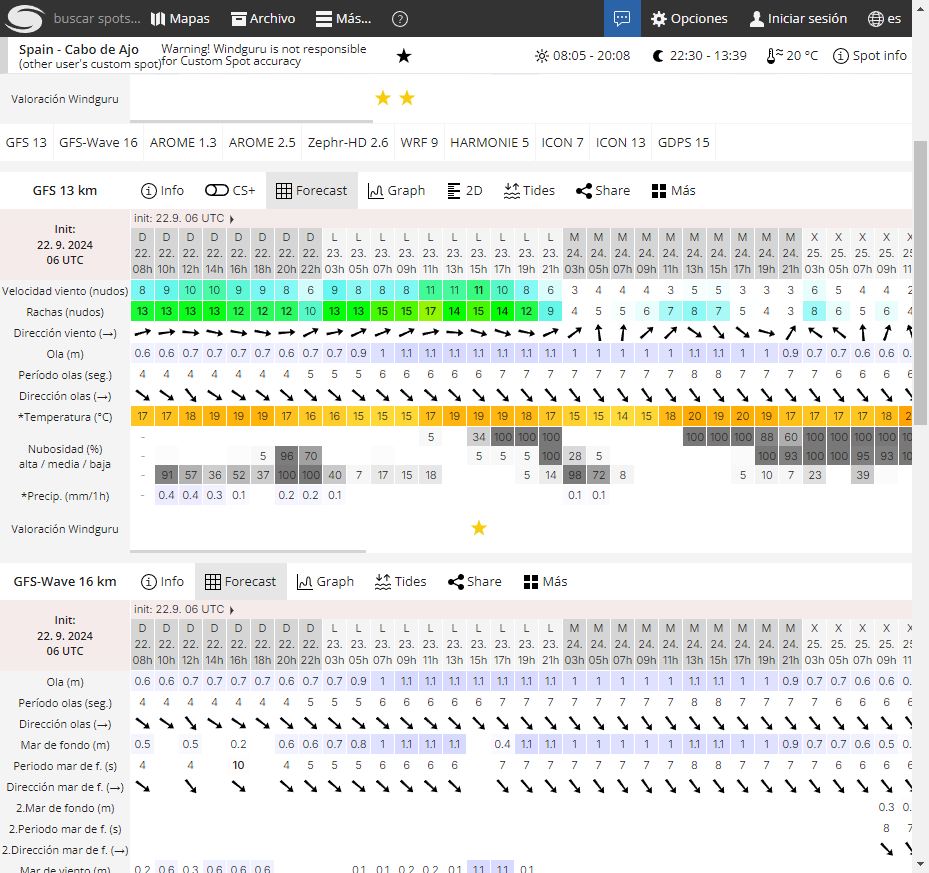 buscar spots... Mapas Archivo Más... ? Opciones Iniciar sesión es
Spain - Cabo de Ajo
(other user's custom spot)
Warning! Windguru is not responsible
for Custom Spot accuracy
08:05 - 20:08 22:30 - 13:39 20 °C Spot info
Valoración Windguru
GFS 13 GFS-Wave 16 AROME 1.3 AROME 2.5 Zephr-HD 2.6 WRF 9 HARMONIE 5 ICON 7 ICON 13 GDPS 15
GFS 13 km Info CS+ Forecast Graph 2D Tides Share Más
init: 22.9. 06 UTC
Init:
22. 9. 2024
06 UTC
D D D D D D D D L L L L L L L L L L M M M M M M M M M M X X X X X
22. 22. 22. 22. 22. 22. 22. 22. 23. 23. 23. 23. 23. 23. 23. 23. 23. 23. 24. 24. 24. 24. 24. 24. 24. 24. 24. 24. 25. 25. 25. 25. 25.
08h 10h 12h 14h 16h 18h 20h 22h 03h 05h 07h 09h 11h 13h 15h 17h 19h 21h 03h 05h 07h 09h 11h 13h 15h 17h 19h 21h 03h 05h 07h 09h 11
Velocidad viento (nudos) 8 9 10 10 9 9 8 6 9 8 8 8 11 11 11 10 8 6 3 4 4 4 3 5 5 3 3 3 6 5 4 4 2
Rachas (nudos) 13 13 13 13 12 12 12 10 13 13 15 15 17 14 15 14 12 9 4 5 5 6 7 8 7 5 4 3 8 6 5 6 4
Dirección viento (→)
Ola (m) 0.6 0.6 0.7 0.7 0.7 0.7 0.6 0.7 0.7 0.9 1 1.1 1.1 1.1 1.1 1.1 1.1 1.1 1 1 1 1 1 1.1 1.1 1 1 0.9 0.7 0.7 0.6 0.6 0.
Período olas (seg.) 4 4 4 4 4 4 4 5 5 5 6 6 6 6 6 7 7 7 7 7 7 7 7 8 8 7 7 7 7 6 6 6 6
Dirección olas (→)
*Temperatura (°C) 17 17 18 19 19 19 17 16 16 15 15 15 17 19 19 19 18 17 15 15 14 15 18 20 19 20 19 17 17 17 17 18 2
Nubosidad (%)
alta / media / baja
- 5 34 100 100 100 100 100 100 88 60 100 100 100 100 10
- 5 96 70 5 5 5 100 28 5 100 93 100 100 95 93 10
- 91 57 36 52 37 100 100 40 7 17 15 18 5 14 98 72 8 5 10 7 23 39
*Precip. (mm/1h) - 0.4 0.4 0.3 0.1 0.2 0.2 0.1 0.1 0.1
Valoración Windguru
GFS-Wave 16 km Info Forecast Graph Tides Share Más
init: 22.9. 06 UTC
Init:
22. 9. 2024
06 UTC
D D D D D D D D L L L L L L L L L L M M M M M M M M M M X X X X X
22. 22. 22. 22. 22. 22. 22. 22. 23. 23. 23. 23. 23. 23. 23. 23. 23. 23. 24. 24. 24. 24. 24. 24. 24. 24. 24. 24. 25. 25. 25. 25. 25.
08h 10h 12h 14h 16h 18h 20h 22h 03h 05h 07h 09h 11h 13h 15h 17h 19h 21h 03h 05h 07h 09h 11h 13h 15h 17h 19h 21h 03h 05h 07h 09h 11
Ola (m) 0.6 0.6 0.7 0.7 0.7 0.7 0.6 0.7 0.7 0.9 1 1.1 1.1 1.1 1.1 1.1 1.1 1.1 1 1 1 1 1 1.1 1.1 1 1 0.9 0.7 0.7 0.6 0.6 0.
Período olas (seg.) 4 4 4 4 4 4 4 5 5 5 6 6 6 6 6 7 7 7 7 7 7 7 7 8 8 7 7 7 7 6 6 6 6
Dirección olas (→)
Mar de fondo (m) 0.5 0.5 0.2 0.6 0.6 0.7 0.8 1 1.1 1.1 1.1 0.4 1.1 1.1 1 1 1 1 1 1.1 1.1 1 1 0.9 0.7 0.7 0.6 0.5 0.
Periodo mar de f. (s) 4 4 10 4 5 5 5 6 6 6 6 7 7 7 7 7 7 7 7 8 8 7 7 7 7 6 6 6 6
Dirección mar de f. (→)
2.Mar de fondo (m) 0.3 0.
2.Periodo mar de f. (s) 8 7
2.Dirección mar de f. (→)
Mar de viento (m) 0.2 0.6 0.3 0.6 0.6 0.6 0.1 0.1 0.2 0.2 0.1 1.1 1.1 0.1